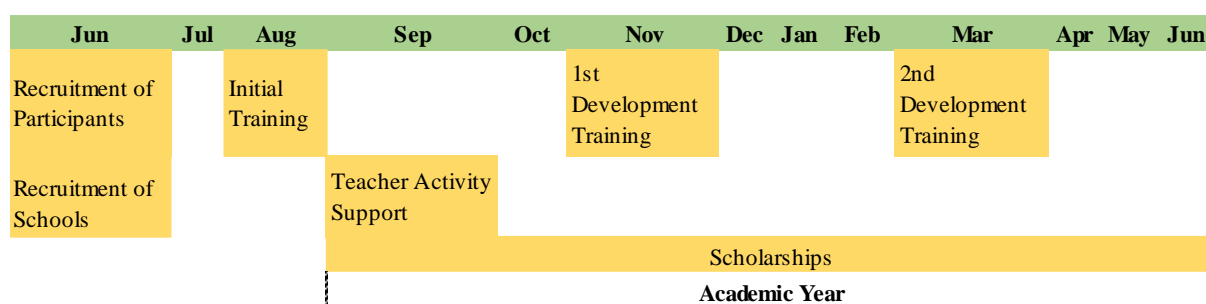 Jun Jul Aug Sep Oct Nov Dec Jan Feb Mar Apr May Jun
Recruitment of
Participants
Initial
Training
1st
Development
Training
2nd
Development
Training
Recruitment of
Schools
Teacher Activity
Support
Scholarships
Academic Year